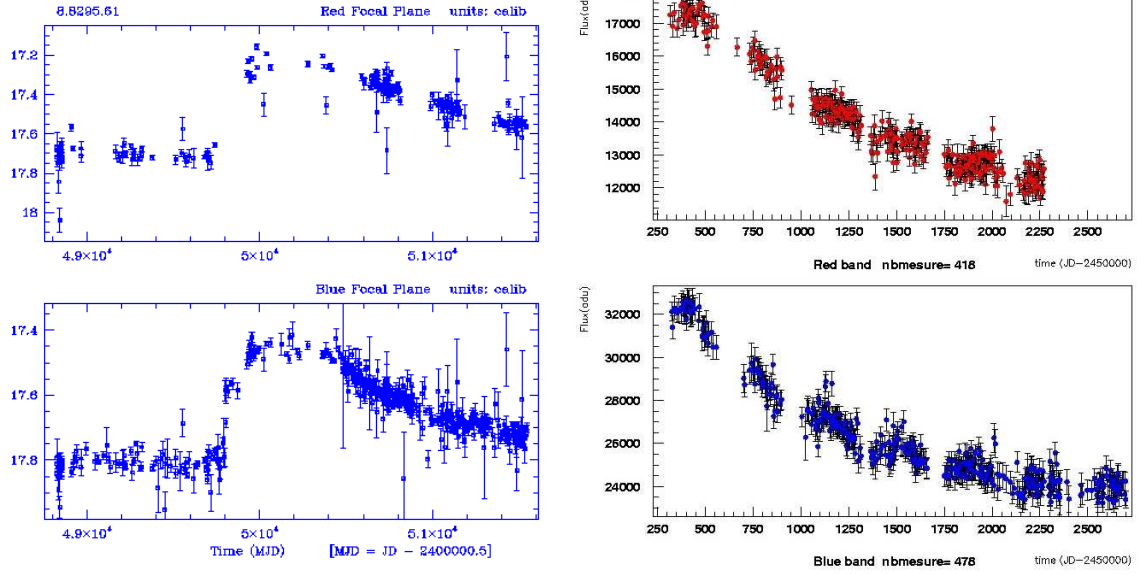 8.8295.61 Red Focal Plane units: calib
17.2
17.4
17.6
17.8
18
4.9×10⁴ 5×10⁴ 5.1×10⁴
Blue Focal Plane units: calib
17.4
17.6
17.8
4.9×10⁴ 5×10⁴ 5.1×10⁴
Time (MJD) [MJD = JD − 2400000.5]
Flux(adu)
17000
16000
15000
14000
13000
12000
250 500 750 1000 1250 1500 1750 2000 2250 2500
Red band nbmesure= 418 time (JD−2450000)
Flux(adu)
32000
30000
28000
26000
24000
250 500 750 1000 1250 1500 1750 2000 2250 2500
Blue band nbmesure= 478 time (JD−2450000)